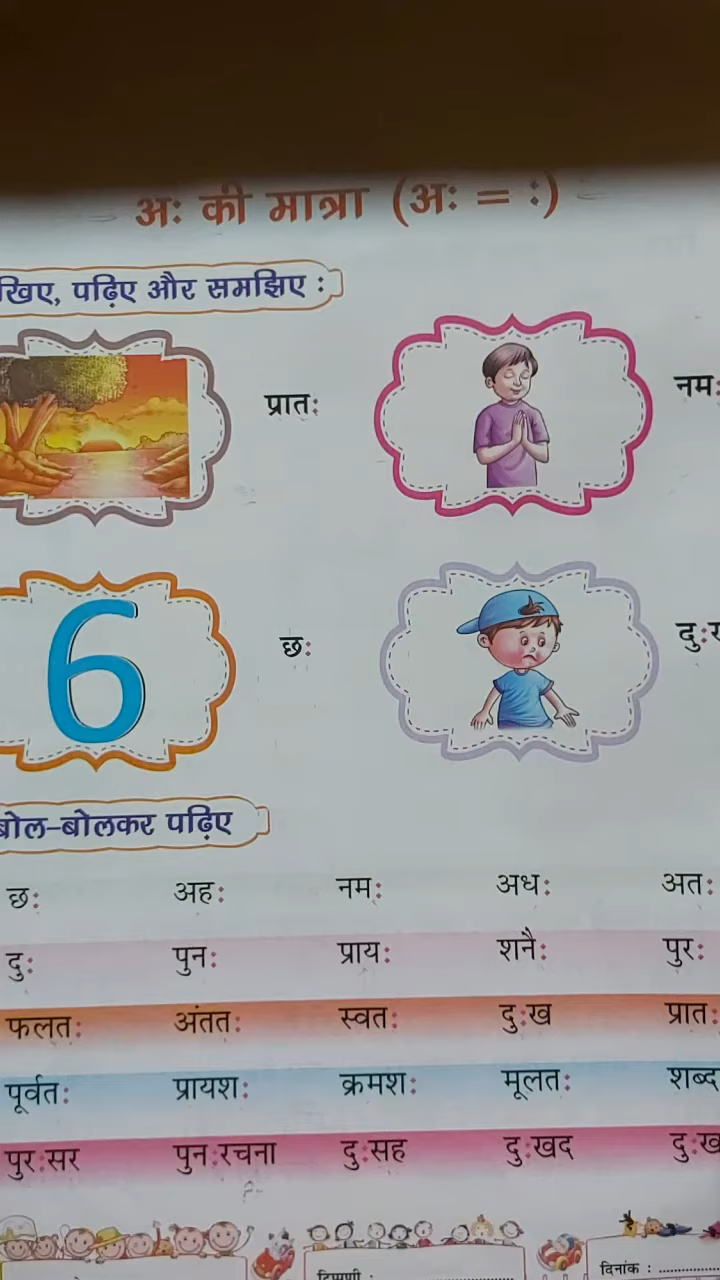 अः की मात्रा (अः = ः)
खिए, पढ़िए और समझिए :
प्रातः नमः
6 छः दुःख
बोल-बोलकर पढ़िए
छः अहः नमः अधः अतः
दुः पुनः प्रायः शनैः पुरः
फलतः अंततः स्वतः दुःख प्रातः
पूर्वतः प्रायशः क्रमशः मूलतः शब्द
पुरःसर पुनःरचना दुःसह दुःखद दुःख
टिप्पणी : दिनांक :